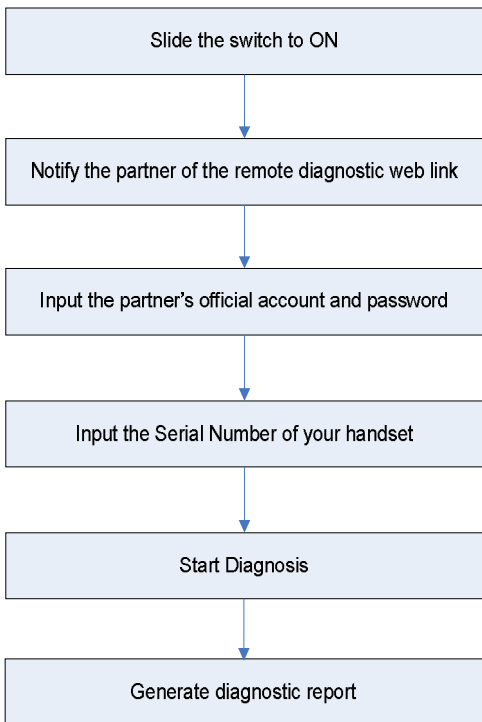 Slide the switch to ON
Notify the partner of the remote diagnostic web link
Input the partner's official account and password
Input the Serial Number of your handset
Start Diagnosis
Generate diagnostic report